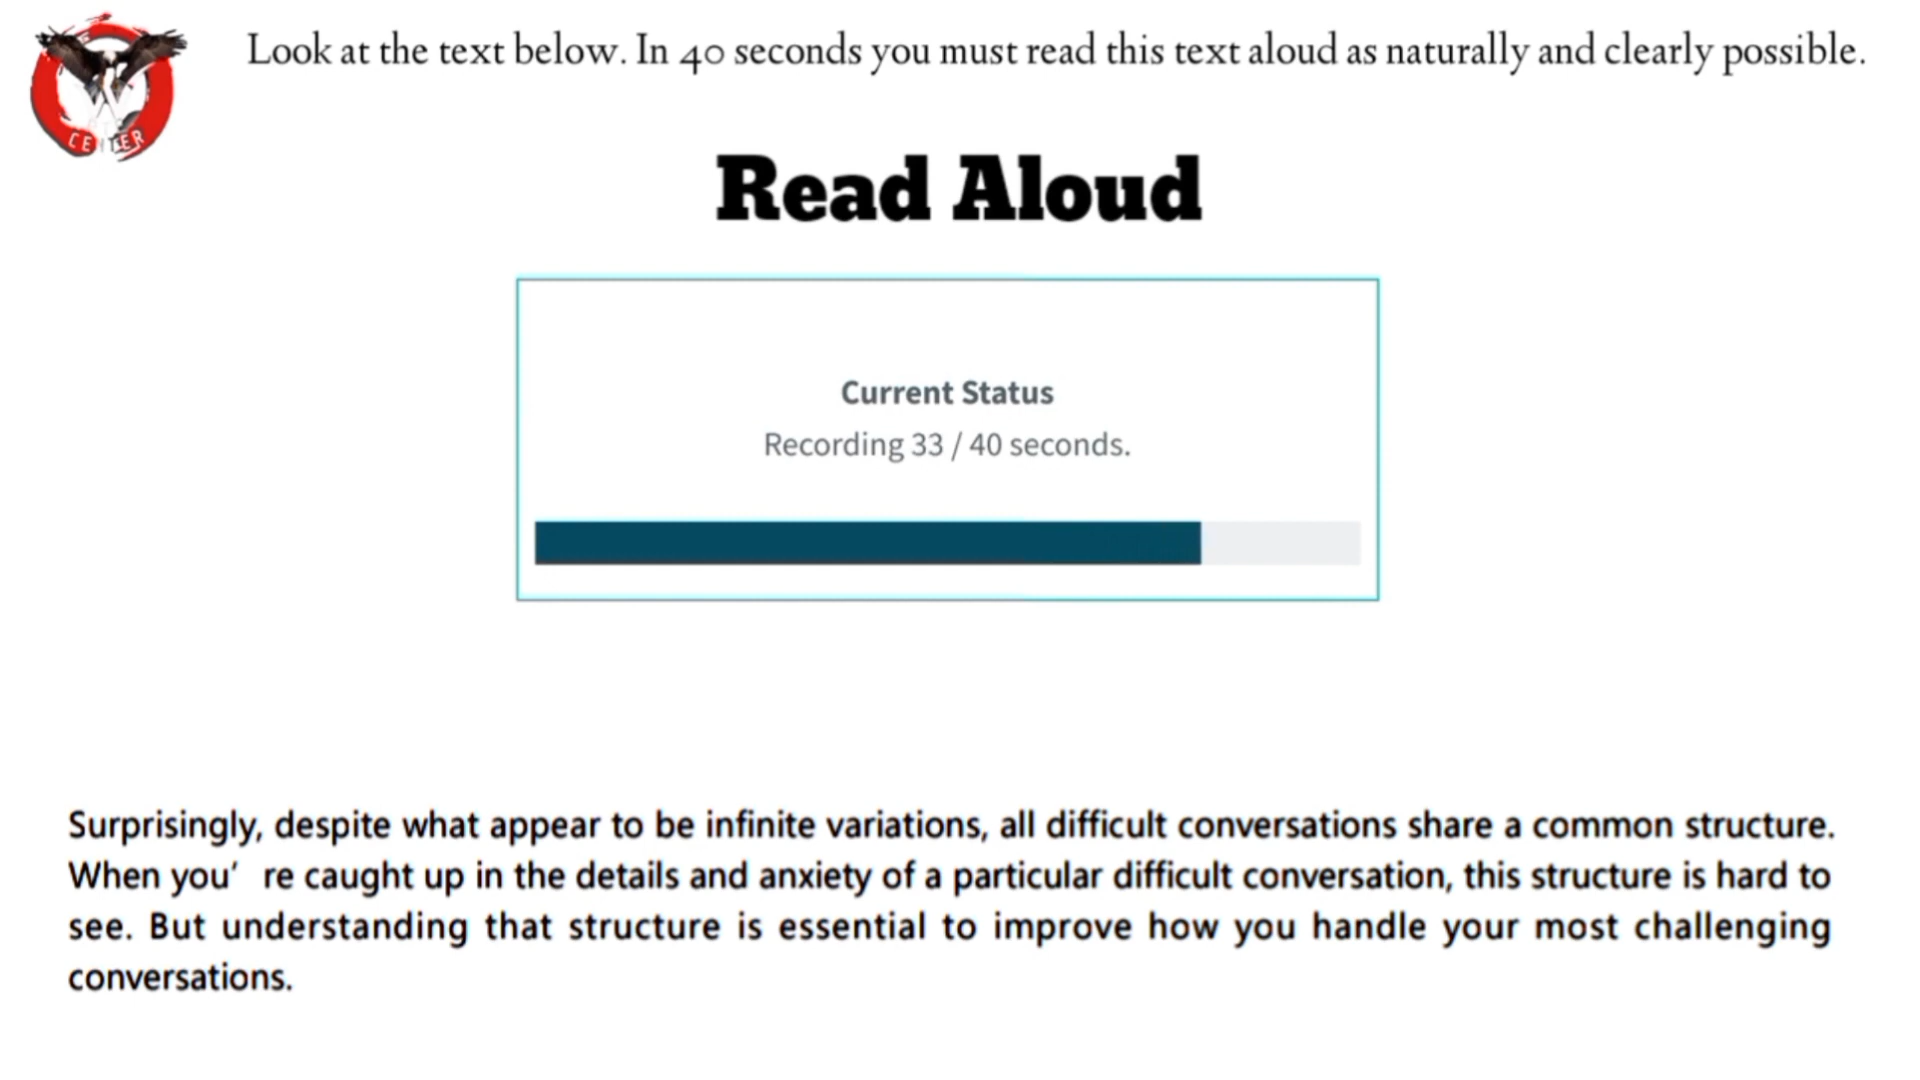 Look at the text below. In 40 seconds you must read this text aloud as naturally and clearly possible.
CENTER
Read Aloud
Current Status
Recording 33 / 40 seconds.
Surprisingly, despite what appear to be infinite variations, all difficult conversations share a common structure.
When you’ re caught up in the details and anxiety of a particular difficult conversation, this structure is hard to
see. But understanding that structure is essential to improve how you handle your most challenging
conversations.